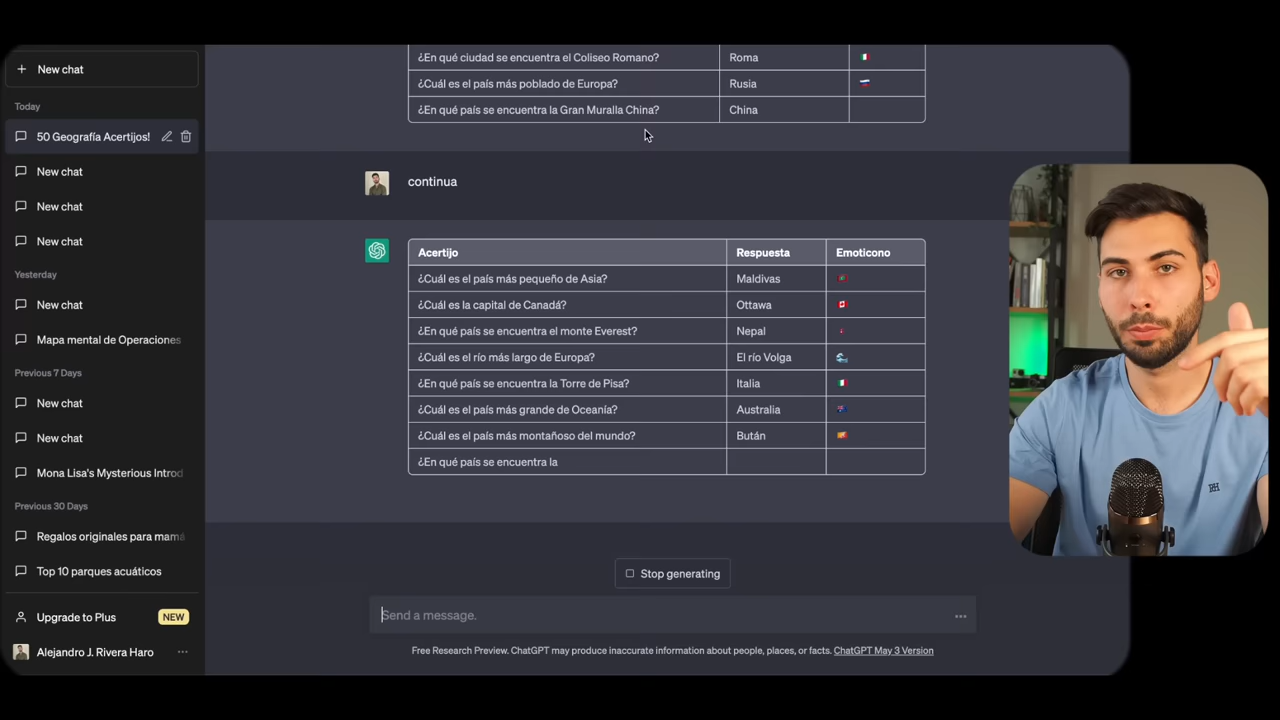 New chat
Today
50 Geografía Acertijos!
New chat
New chat
New chat
Yesterday
New chat
Mapa mental de Operaciones
Previous 7 Days
New chat
New chat
Mona Lisa's Mysterious Introd
Previous 30 Days
Regalos originales para mamá
Top 10 parques acuáticos
Upgrade to Plus NEW
Alejandro J. Rivera Haro
¿En qué ciudad se encuentra el Coliseo Romano? Roma
¿Cuál es el país más poblado de Europa? Rusia
¿En qué país se encuentra la Gran Muralla China? China
continua
Acertijo Respuesta Emoticono
¿Cuál es el país más pequeño de Asia? Maldivas
¿Cuál es la capital de Canadá? Ottawa
¿En qué país se encuentra el monte Everest? Nepal
¿Cuál es el río más largo de Europa? El río Volga
¿En qué país se encuentra la Torre de Pisa? Italia
¿Cuál es el país más grande de Oceanía? Australia
¿Cuál es el país más montañoso del mundo? Bután
¿En qué país se encuentra la
Stop generating
Send a message.
Free Research Preview. ChatGPT may produce inaccurate information about people, places, or facts. ChatGPT May 3 Version